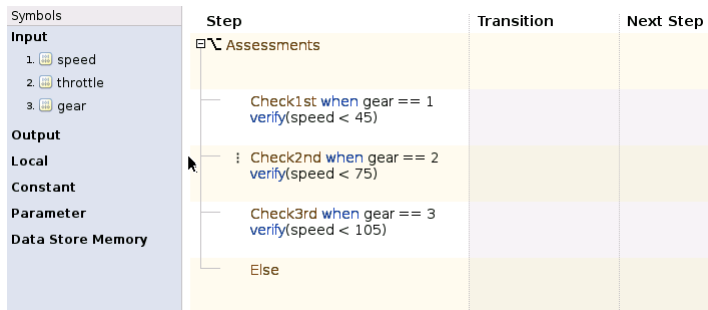 Symbols
Input
1. speed
2. throttle
3. gear
Output
Local
Constant
Parameter
Data Store Memory
Step Transition Next Step
Assessments
Check1st when gear == 1
verify(speed < 45)
Check2nd when gear == 2
verify(speed < 75)
Check3rd when gear == 3
verify(speed < 105)
Else